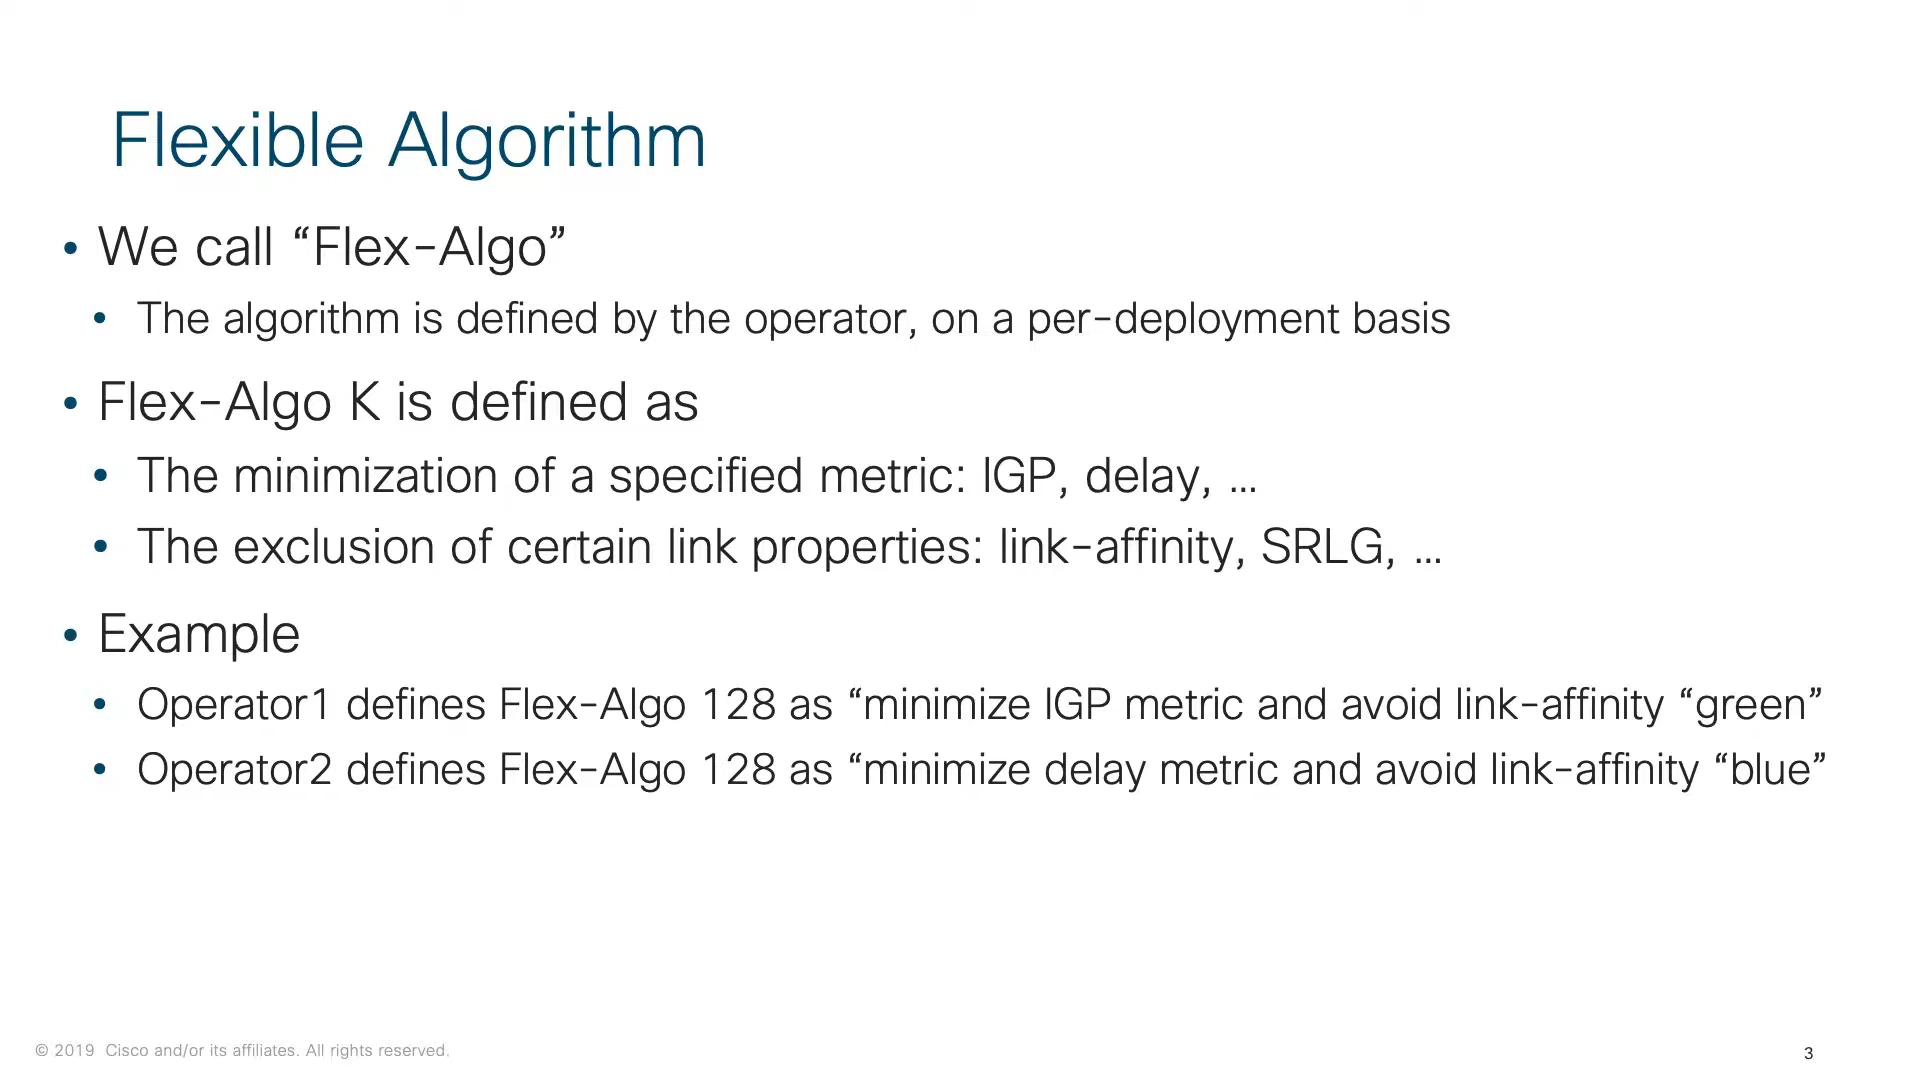 Flexible Algorithm
• We call “Flex-Algo”
• The algorithm is defined by the operator, on a per-deployment basis
• Flex-Algo K is defined as
• The minimization of a specified metric: IGP, delay, …
• The exclusion of certain link properties: link-affinity, SRLG, …
• Example
• Operator1 defines Flex-Algo 128 as “minimize IGP metric and avoid link-affinity “green”
• Operator2 defines Flex-Algo 128 as “minimize delay metric and avoid link-affinity “blue”
© 2019 Cisco and/or its affiliates. All rights reserved.
3